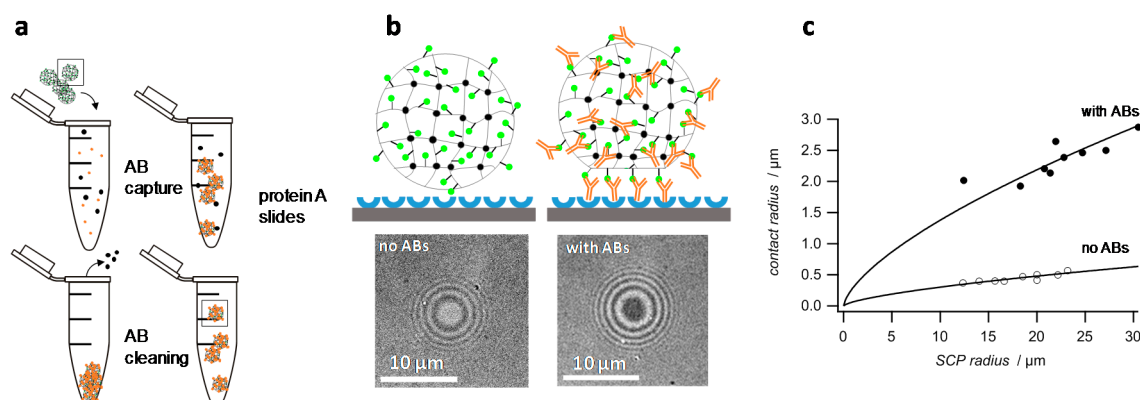 a
AB
capture
AB
cleaning
b
protein A
slides
no ABs
10 µm
with ABs
10 µm
c
with ABs
no ABs
contact radius / µm
3.0
2.5
2.0
1.5
1.0
0.5
0.0
0
5
10
15
20
25
30
SCP radius / µm